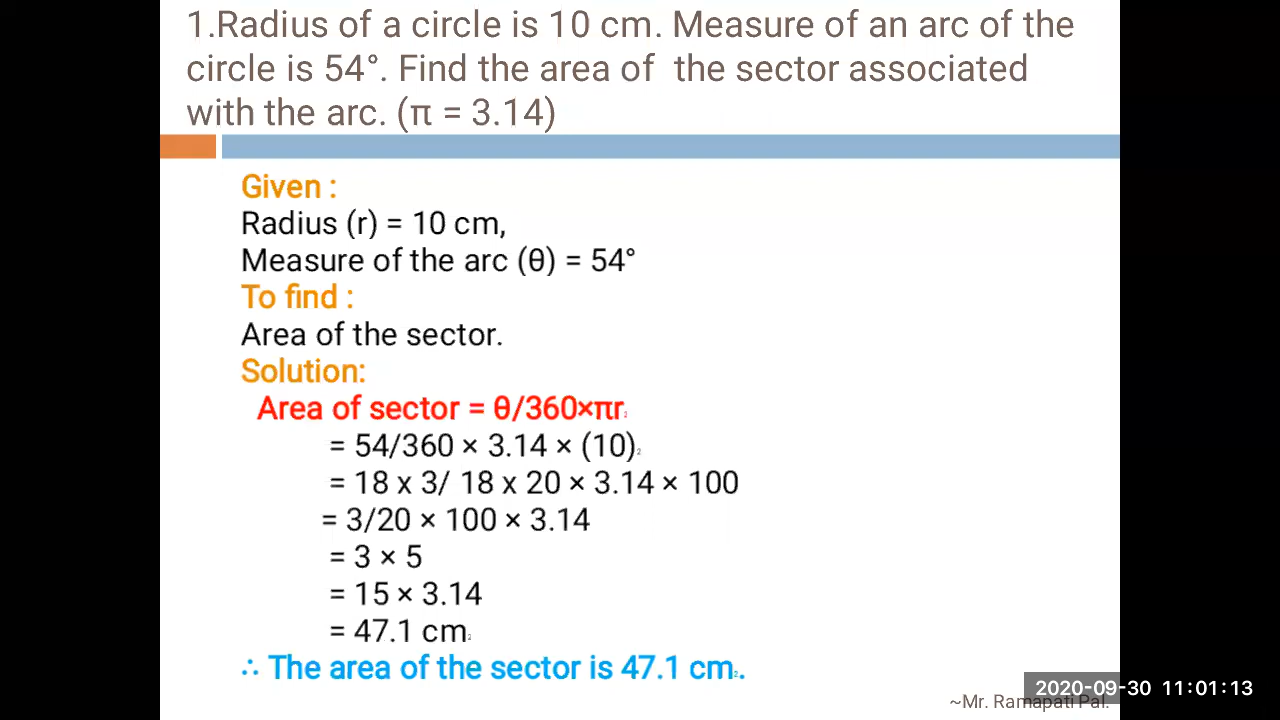 1.Radius of a circle is 10 cm. Measure of an arc of the
circle is 54°. Find the area of  the sector associated
with the arc. (π = 3.14)
Given :
Radius (r) = 10 cm,
Measure of the arc (θ) = 54°
To find :
Area of the sector.
Solution:
Area of sector = θ/360×πr
= 54/360 × 3.14 × (10)₂
= 18 x 3/ 18 x 20 × 3.14 × 100
= 3/20 × 100 × 3.14
= 3 × 5
= 15 × 3.14
= 47.1 cm₂
∴ The area of the sector is 47.1 cm₂.
2020-09-30 11:01:13
~Mr. Ramapati Pal.